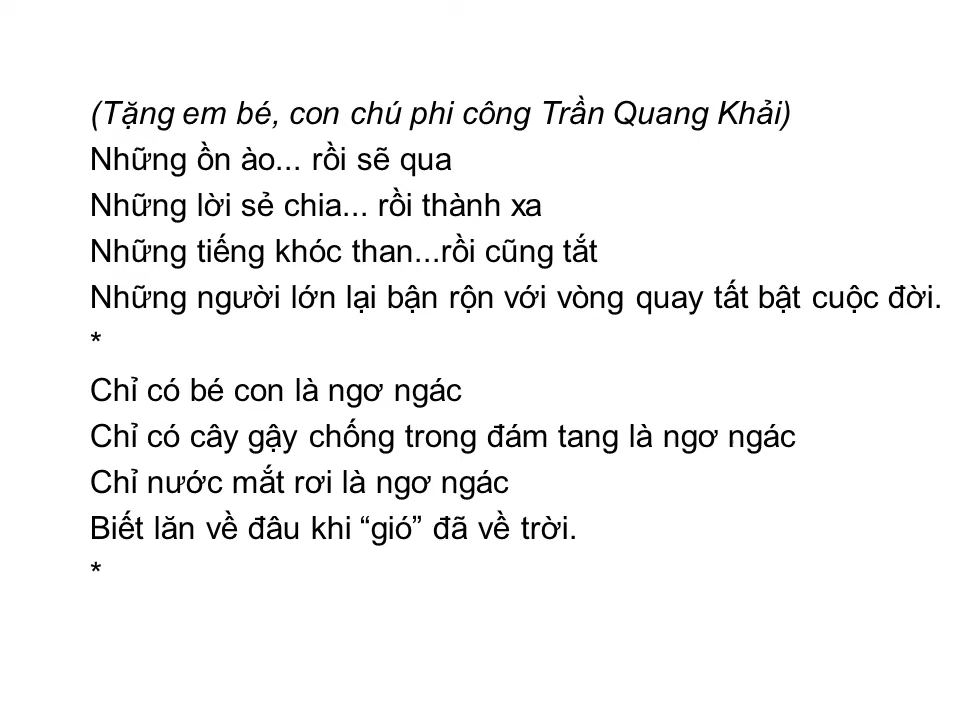 (Tặng em bé, con chú phi công Trần Quang Khải)
Những ồn ào... rồi sẽ qua
Những lời sẻ chia... rồi thành xa
Những tiếng khóc than...rồi cũng tắt
Những người lớn lại bận rộn với vòng quay tất bật cuộc đời.
*
Chỉ có bé con là ngơ ngác
Chỉ có cây gậy chống trong đám tang là ngơ ngác
Chỉ nước mắt rơi là ngơ ngác
Biết lăn về đâu khi “gió” đã về trời.
*